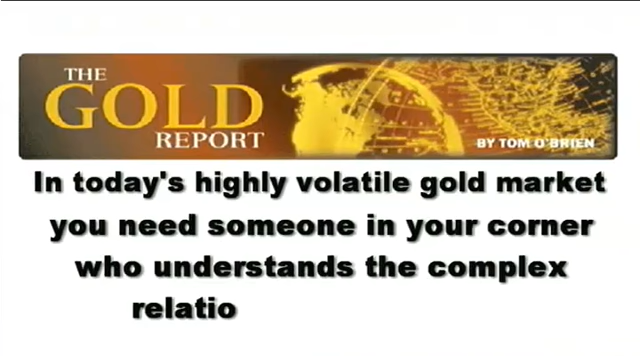 THE
GOLD
REPORT
BY TOM O'BRIEN
In today's highly volatile gold market
you need someone in your corner
who understands the complex
relatio